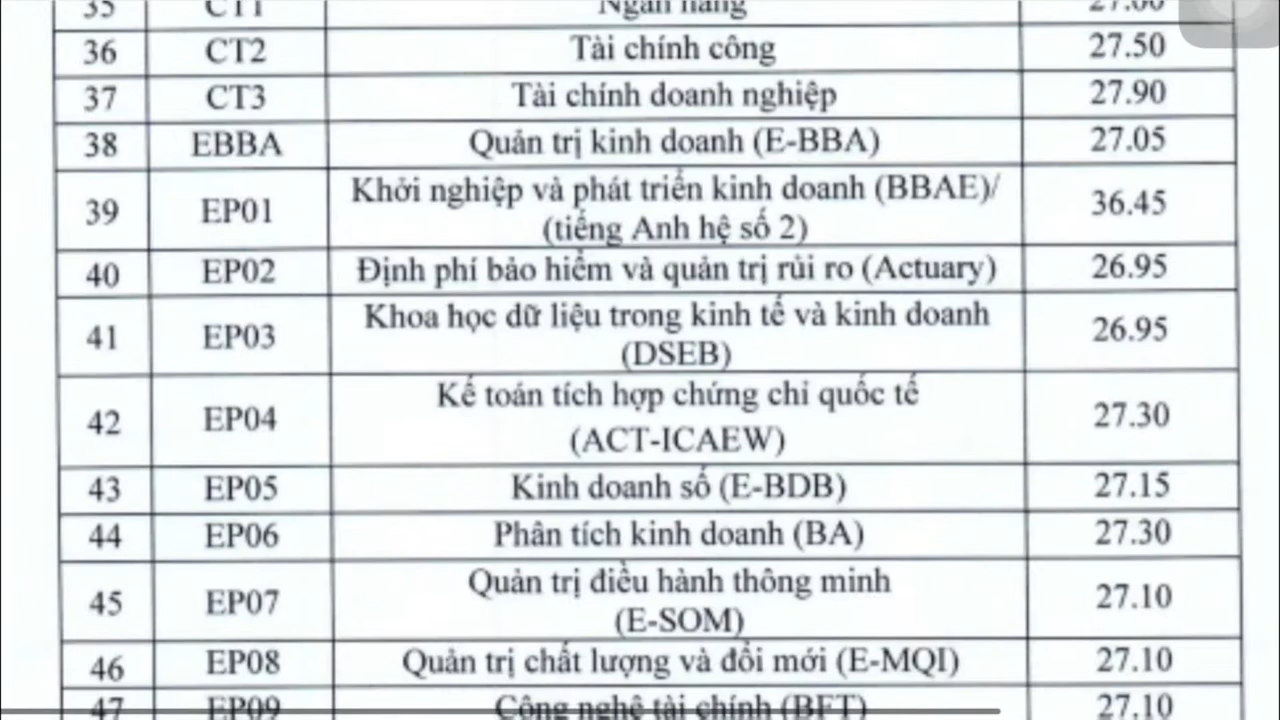 35 CT1 Ngân hàng 27.00
36 CT2 Tài chính công 27.50
37 CT3 Tài chính doanh nghiệp 27.90
38 EBBA Quản trị kinh doanh (E-BBA) 27.05
39 EP01 Khởi nghiệp và phát triển kinh doanh (BBAE)/ 36.45
(tiếng Anh hệ số 2)
40 EP02 Định phí bảo hiểm và quản trị rủi ro (Actuary) 26.95
41 EP03 Khoa học dữ liệu trong kinh tế và kinh doanh 26.95
(DSEB)
42 EP04 Kế toán tích hợp chứng chỉ quốc tế 27.30
(ACT-ICAEW)
43 EP05 Kinh doanh số (E-BDB) 27.15
44 EP06 Phân tích kinh doanh (BA) 27.30
45 EP07 Quản trị điều hành thông minh 27.10
(E-SOM)
46 EP08 Quản trị chất lượng và đổi mới (E-MQI) 27.10
47 EP09 Công nghệ tài chính (BFT) 27.10